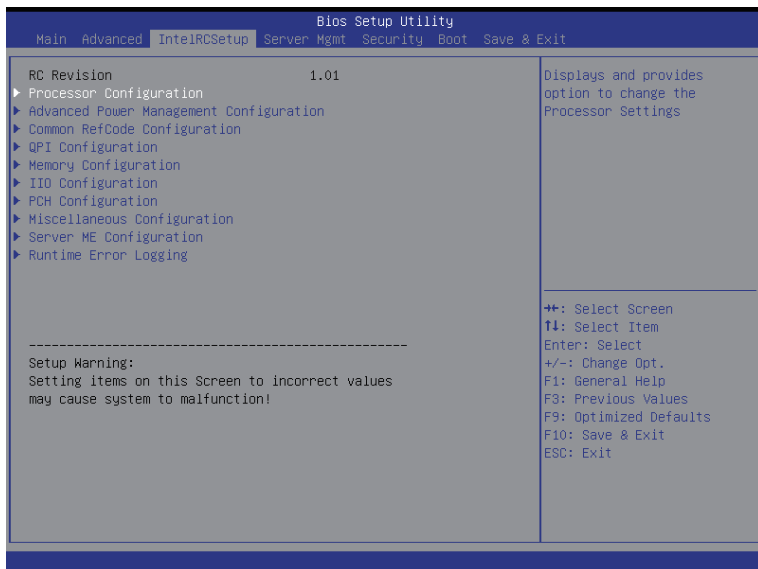 Bios Setup Utility
Main Advanced IntelRCSetup Server Mgmt Security Boot Save & Exit
RC Revision 1.01
Processor Configuration
Advanced Power Management Configuration
Common RefCode Configuration
QPI Configuration
Memory Configuration
IIO Configuration
PCH Configuration
Miscellaneous Configuration
Server ME Configuration
Runtime Error Logging
-------------------------------------------------
Setup Warning:
Setting items on this Screen to incorrect values
may cause system to malfunction!
Displays and provides
option to change the
Processor Settings
→←: Select Screen
↑↓: Select Item
Enter: Select
+/-: Change Opt.
F1: General Help
F3: Previous Values
F9: Optimized Defaults
F10: Save & Exit
ESC: Exit